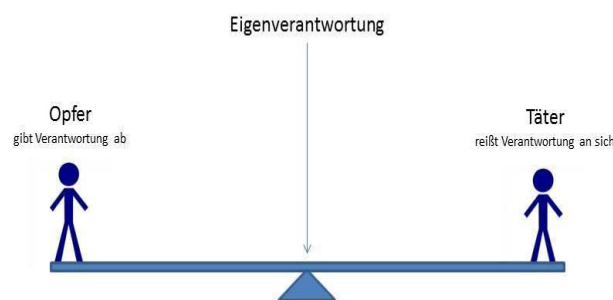 Eigenverantwortung
Opfer
gibt Verantwortung ab
Täter
reißt Verantwortung an sich